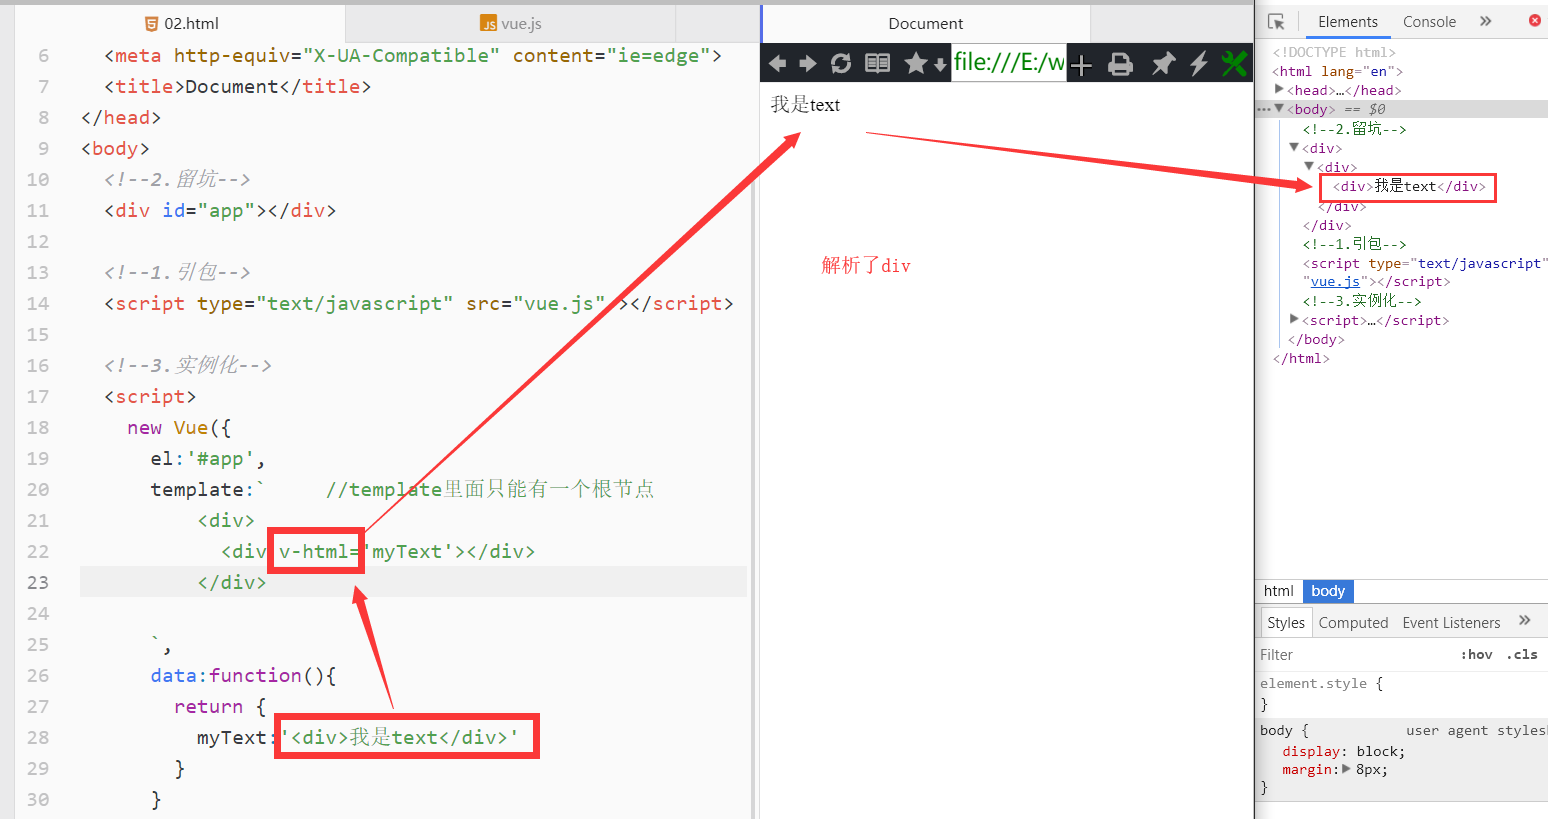 02.html
vue.js
6 <meta http-equiv="X-UA-Compatible" content="ie=edge">
7 <title>Document</title>
8 </head>
9 <body>
10 <!--2.留坑-->
11 <div id="app"></div>
12
13 <!--1.引包-->
14 <script type="text/javascript" src="vue.js" ></script>
15
16 <!--3.实例化-->
17 <script>
18 new Vue({
19 el:'#app',
20 template:` //template里面只能有一个根节点
21 <div>
22 <div v-html='myText'></div>
23 </div>
24
25 `,
26 data:function(){
27 return {
28 myText:'<div>我是text</div>'
29 }
30 }
Document
file:///E:/w
我是text
解析了div
Elements Console »
<!DOCTYPE html>
<html lang="en">
<head>…</head>
<body> == $0
<!--2.留坑-->
<div>
<div>
<div>我是text</div>
</div>
</div>
<!--1.引包-->
<script type="text/javascript"
"vue.js"></script>
<!--3.实例化-->
<script>…</script>
</body>
</html>
html body
Styles Computed Event Listeners »
Filter :hov .cls
element.style {
}
body { user agent styles
display: block;
margin: 8px;
}